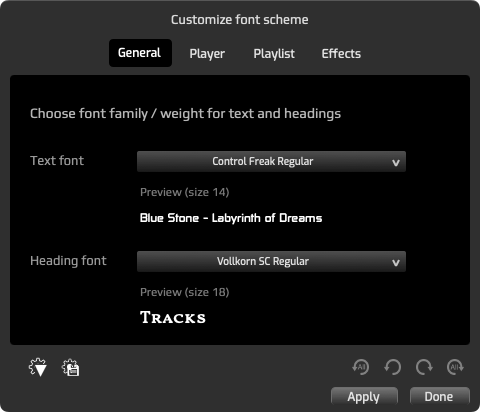 Customize font scheme
General Player Playlist Effects
Choose font family / weight for text and headings
Text font Control Freak Regular
Preview (size 14)
Blue Stone - Labyrinth of Dreams
Heading font Vollkorn SC Regular
Preview (size 18)
Tracks
All All
Apply Done